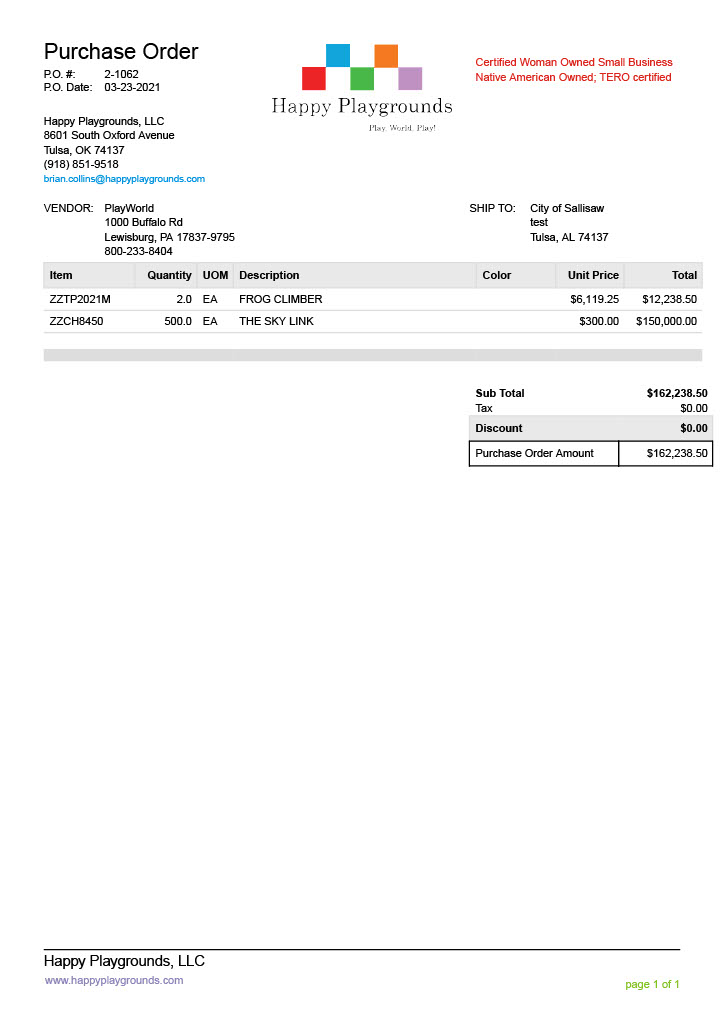 Purchase Order
P.O. #: 2-1062
P.O. Date: 03-23-2021
Happy Playgrounds
Play. World. Play!
Certified Woman Owned Small Business
Native American Owned; TERO certified
Happy Playgrounds, LLC
8601 South Oxford Avenue
Tulsa, OK 74137
(918) 851-9518
brian.collins@happyplaygrounds.com
VENDOR: PlayWorld
1000 Buffalo Rd
Lewisburg, PA 17837-9795
800-233-8404
SHIP TO: City of Sallisaw
test
Tulsa, AL 74137
Item Quantity UOM Description Color Unit Price Total
ZZTP2021M 2.0 EA FROG CLIMBER $6,119.25 $12,238.50
ZZCH8450 500.0 EA THE SKY LINK $300.00 $150,000.00
Sub Total $162,238.50
Tax $0.00
Discount $0.00
Purchase Order Amount $162,238.50
Happy Playgrounds, LLC
www.happyplaygrounds.com
page 1 of 1